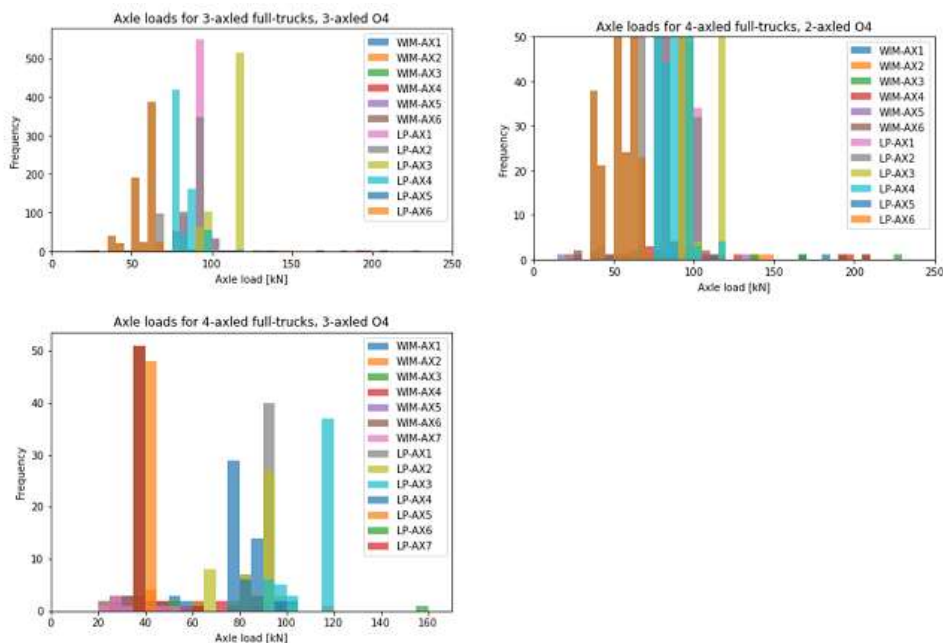 Axle loads for 3-axled full-trucks, 3-axled O4
500
400
300
200
100
0
Frequency
50
100
150
200
250
Axle load [kN]
WIM-AX1
WIM-AX2
WIM-AX3
WIM-AX4
WIM-AX5
WIM-AX6
LP-AX1
LP-AX2
LP-AX3
LP-AX4
LP-AX5
LP-AX6
Axle loads for 4-axled full-trucks, 2-axled O4
50
40
30
20
10
0
Frequency
0
50
100
150
200
250
Axle load [kN]
WIM-AX1
WIM-AX2
WIM-AX3
WIM-AX4
WIM-AX5
WIM-AX6
LP-AX1
LP-AX2
LP-AX3
LP-AX4
LP-AX5
LP-AX6
Axle loads for 4-axled full-trucks, 3-axled O4
50
40
30
20
10
0
Frequency
0
20
40
60
80
100
120
140
160
Axle load [kN]
WIM-AX1
WIM-AX2
WIM-AX3
WIM-AX4
WIM-AX5
WIM-AX6
WIM-AX7
LP-AX1
LP-AX2
LP-AX3
LP-AX4
LP-AX5
LP-AX6
LP-AX7